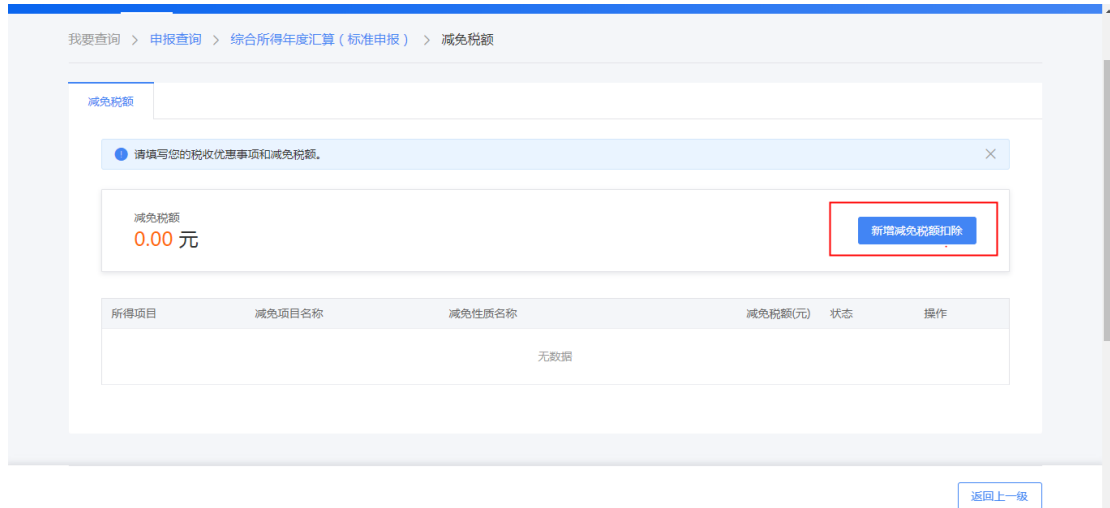 我要查询 > 申报查询 > 综合所得年度汇算（标准申报） > 减免税额
减免税额
请填写您的税收优惠事项和减免税额。
减免税额
0.00 元
新增减免税额扣除
所得项目 减免项目名称 减免性质名称 减免税额(元) 状态 操作
无数据
返回上一级